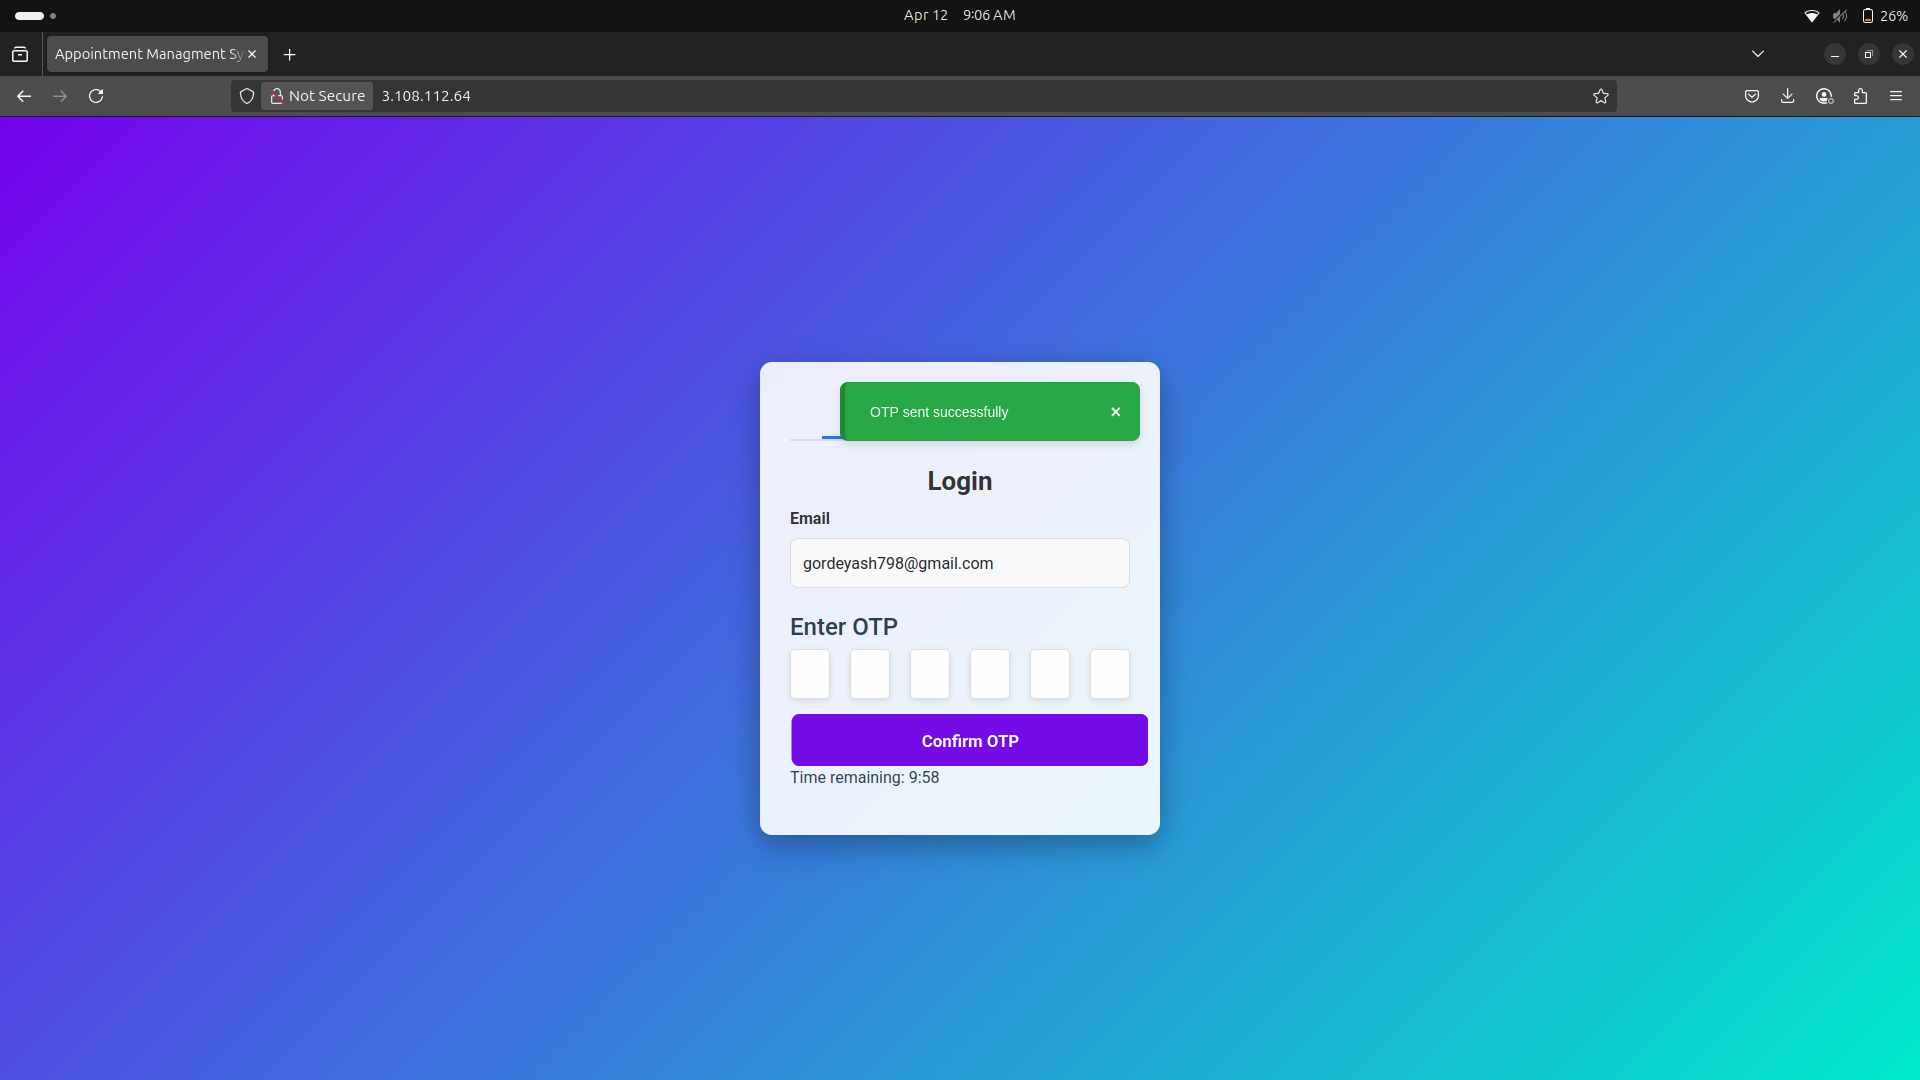 Apr 12 9:06 AM
26%
Appointment Managment Sy
Not Secure 3.108.112.64
OTP sent successfully
Login
Email
gordeyash798@gmail.com
Enter OTP
Confirm OTP
Time remaining: 9:58